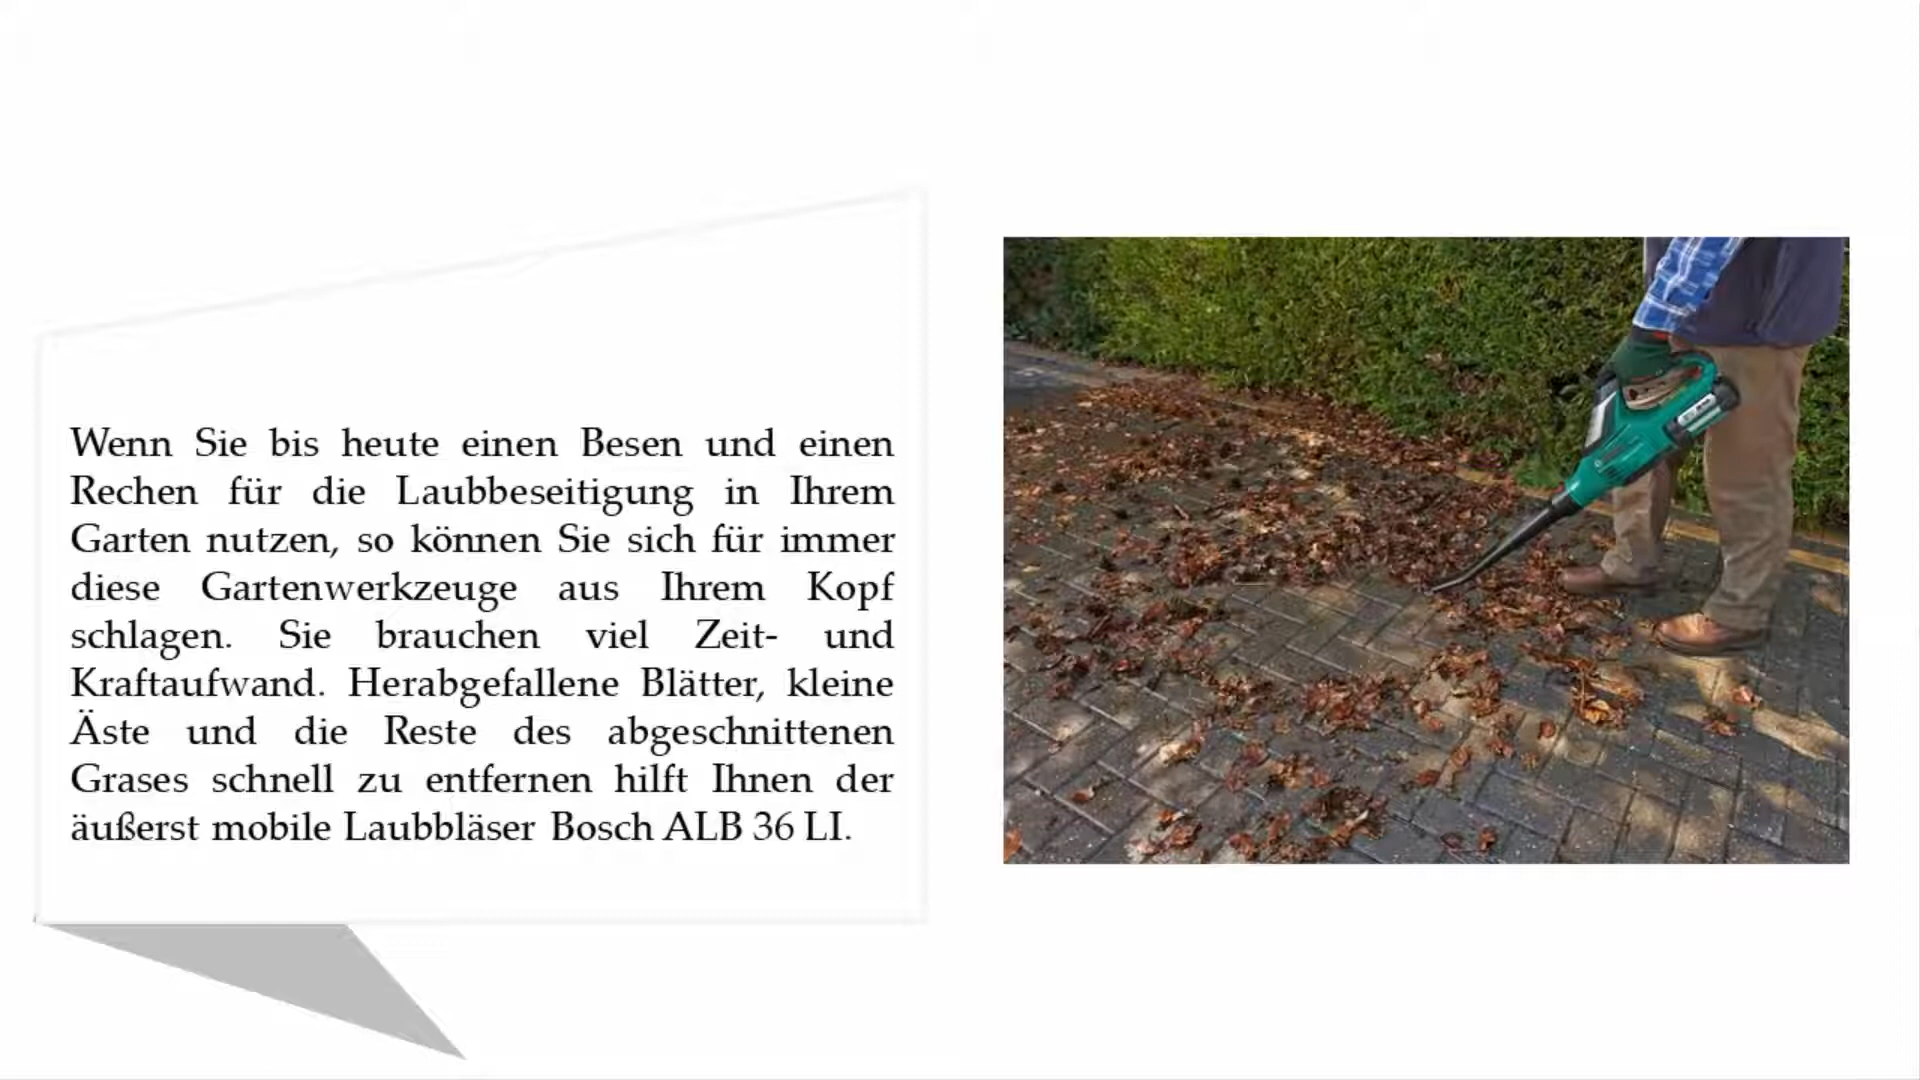 Wenn Sie bis heute einen Besen und einen
Rechen für die Laubbeseitigung in Ihrem
Garten nutzen, so können Sie sich für immer
diese Gartenwerkzeuge aus Ihrem Kopf
schlagen. Sie brauchen viel Zeit- und
Kraftaufwand. Herabgefallene Blätter, kleine
Äste und die Reste des abgeschnittenen
Grases schnell zu entfernen hilft Ihnen der
äußerst mobile Laubbläser Bosch ALB 36 LI.